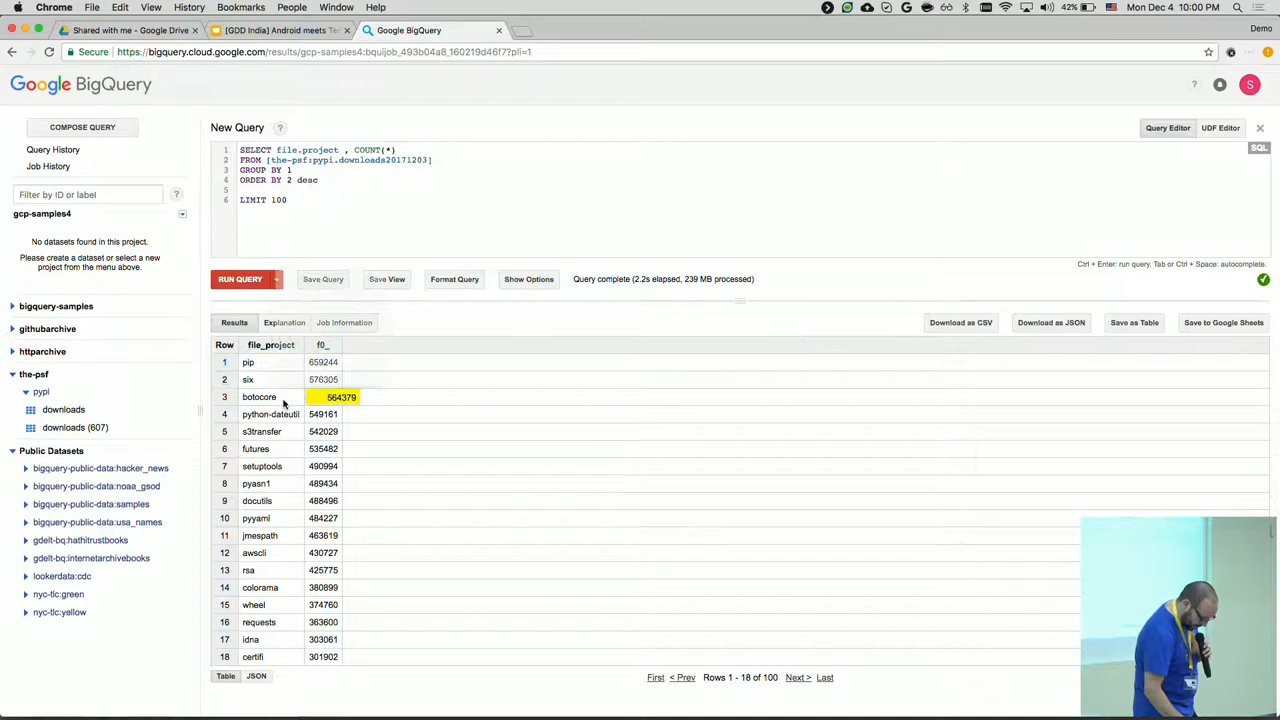 Chrome File Edit View History Bookmarks People Window Help 42% Mon Dec 4 10:00 PM
Shared with me - Google Drive [GDD India] Android meets Te Google BigQuery Demo
Secure https://bigquery.cloud.google.com/results/gcp-samples4:bquijob_493b04a8_160219d46f7?pli=1
Google BigQuery ? S
COMPOSE QUERY
Query History
Job History
Filter by ID or label ?
gcp-samples4
No datasets found in this project.
Please create a dataset or select a new
project from the menu above.
bigquery-samples
githubarchive
httparchive
the-psf
pypi
downloads
downloads (607)
Public Datasets
bigquery-public-data:hacker_news
bigquery-public-data:noaa_gsod
bigquery-public-data:samples
bigquery-public-data:usa_names
gdelt-bq:hathitrustbooks
gdelt-bq:internetarchivebooks
lookerdata:cdc
nyc-tlc:green
nyc-tlc:yellow
New Query ? Query Editor UDF Editor
SQL
1 SELECT file.project , COUNT(*)
2 FROM [the-psf:pypi.downloads20171203]
3 GROUP BY 1
4 ORDER BY 2 desc
5
6 LIMIT 100
Ctrl + Enter: run query, Tab or Ctrl + Space: autocomplete.
RUN QUERY Save Query Save View Format Query Show Options Query complete (2.2s elapsed, 239 MB processed)
Results Explanation Job Information Download as CSV Download as JSON Save as Table Save to Google Sheets
Row file_project f0_
1 pip 659244
2 six 576305
3 botocore 564379
4 python-dateutil 549161
5 s3transfer 542029
6 futures 535482
7 setuptools 490994
8 pyasn1 489434
9 docutils 488496
10 pyyaml 484227
11 jmespath 463619
12 awscli 430727
13 rsa 425775
14 colorama 380899
15 wheel 374760
16 requests 363600
17 idna 303061
18 certifi 301902
Table JSON First < Prev Rows 1 - 18 of 100 Next > Last